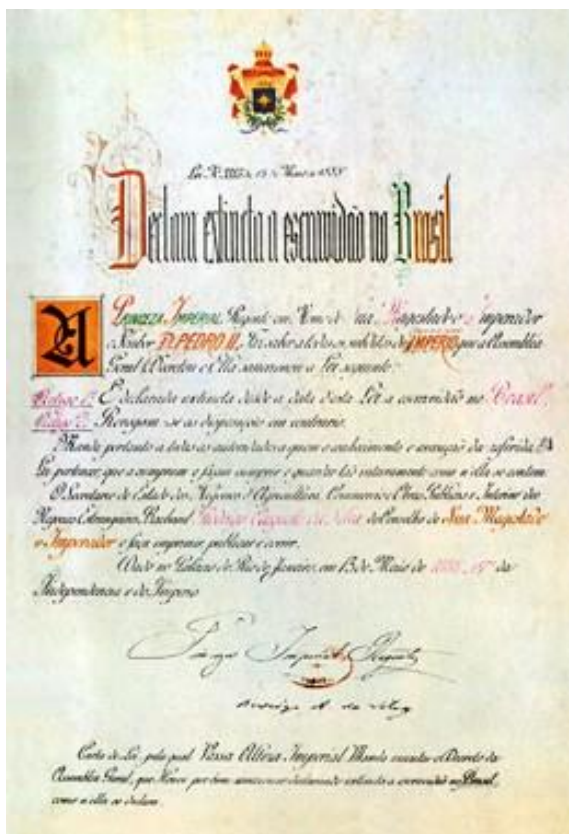 Lei Nº 3353 de 13 de Maio de 1888
Declara extincta a escravidão no Brasil
A PRINCEZA IMPERIAL Regente em Nome de Sua Magestade o Imperador
o Senhor D. PEDRO II, Faz saber a todos os subditos do IMPERIO que a Assemblea
Geral Decretou e Ella sanccionou a Lei seguinte:
Artigo 1º É declarada extincta desde a data desta Lei a escravidão no Brazil.
Artigo 2º Revogam-se as disposições em contrario.
Manda portanto a todas as autoridades a quem o conhecimento e execução da referida
Lei pertencer, que a cumpram e façam cumprir e guardar tão inteiramente como n'ella se contem.
O Secretario de Estado dos Negocios d'Agricultura, Commercio e Obras Publicas e Interino dos
Negocios Estrangeiros, Bacharel Rodrigo Augusto da Silva do Conselho de Sua Magestade
o Imperador o faça imprimir publicar e correr.
Dado no Palacio do Rio de Janeiro, em 13 de Maio de 1888, 67º da
Independencia e do Imperio
Princeza Imperial Regente
Rodrigo A. da Silva
Carta de Lei, pela qual Vossa Alteza Imperial Manda executar o Decreto da
Assemblea Geral, que Houve por bem sanccionar declarando extincta a escravidão no Brazil,
como n'ella se declara.